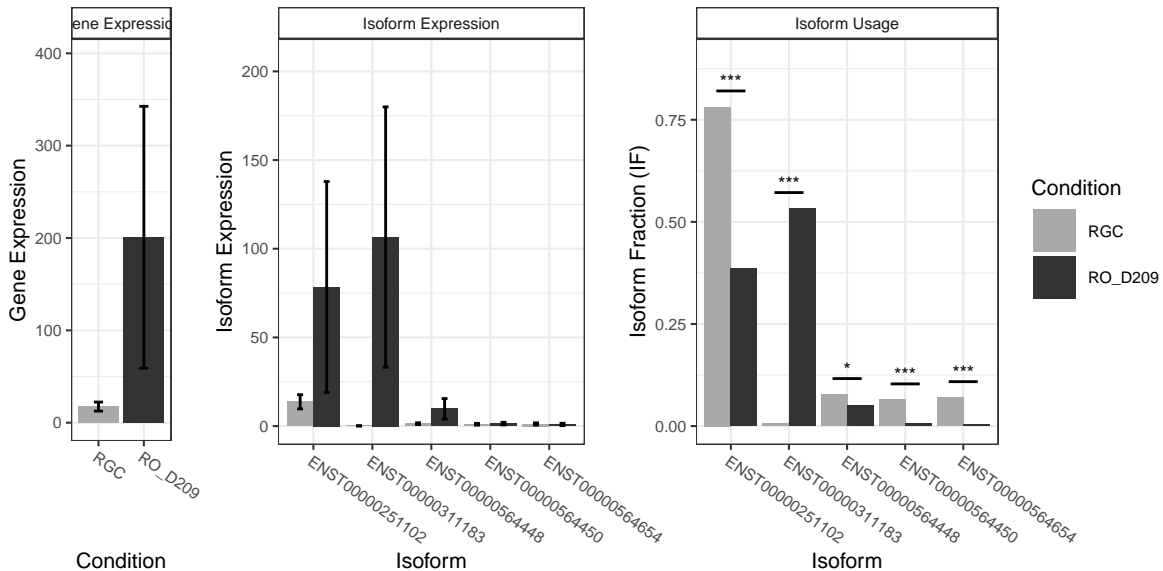 ene Expressio
Gene Expression
400
300
200
100
0
RGC
RO_D209
Condition
Isoform Expression
Isoform Expression
200
150
100
50
0
ENST00000251102
ENST00000311183
ENST00000564448
ENST00000564450
ENST00000564654
Isoform
Isoform Usage
Isoform Fraction (IF)
0.75
0.50
0.25
0.00
***
***
*
***
***
ENST00000251102
ENST00000311183
ENST00000564448
ENST00000564450
ENST00000564654
Isoform
Condition
RGC
RO_D209